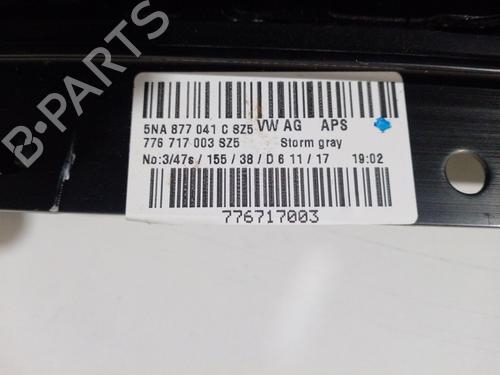 5NA 877 041 C 8Z5 VW AG APS
776 717 003 SZ5 Storm gray
No:3/47s / 155 / 38 / D 6 11 / 17 19:02
776717003
B-PARTS